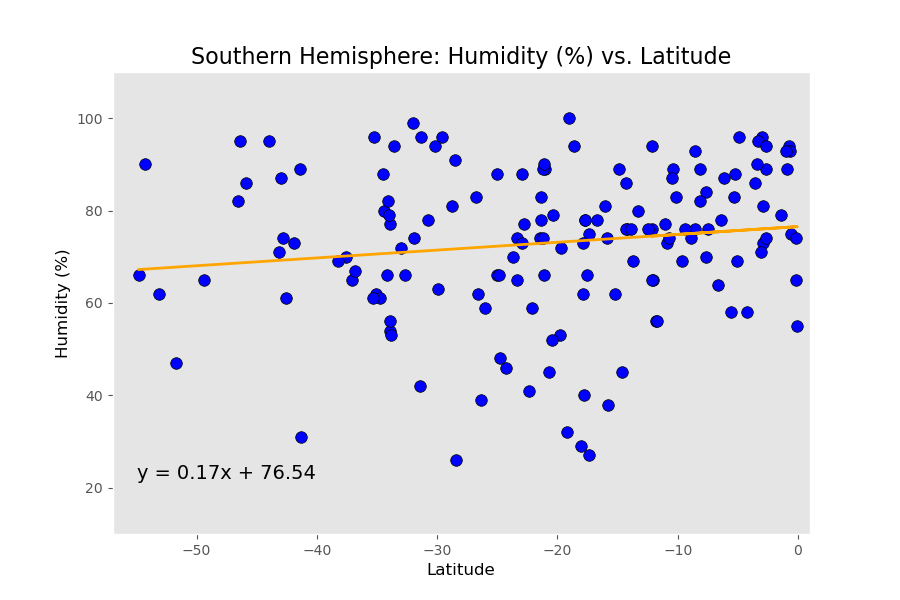 Southern Hemisphere: Humidity (%) vs. Latitude
Humidity (%)
100
80
60
40
20
y = 0.17x + 76.54
−50
−40
−30
−20
−10
0
Latitude